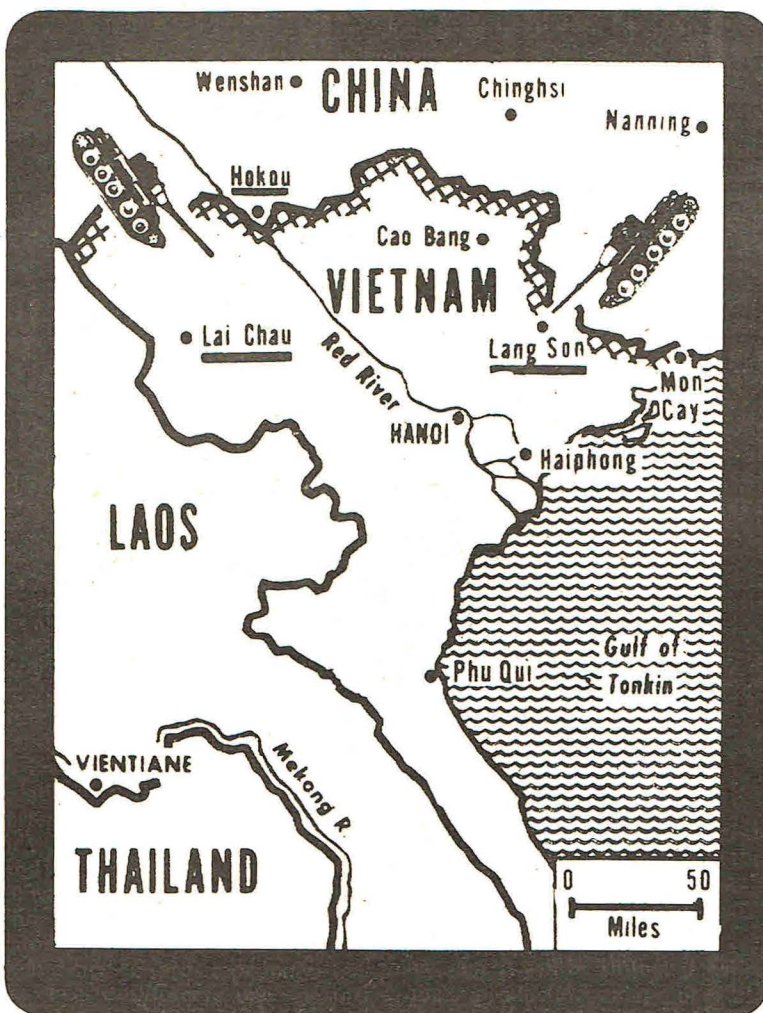 Wenshan
CHINA
Chinghsi
Nanning
Hokou
Cao Bang
VIETNAM
Lai Chau
Red River
Lang Son
Mon
Cay
HANOI
Haiphong
LAOS
Gulf of
Tonkin
Phu Qui
VIENTIANE
Mekong R.
THAILAND
0 50
Miles